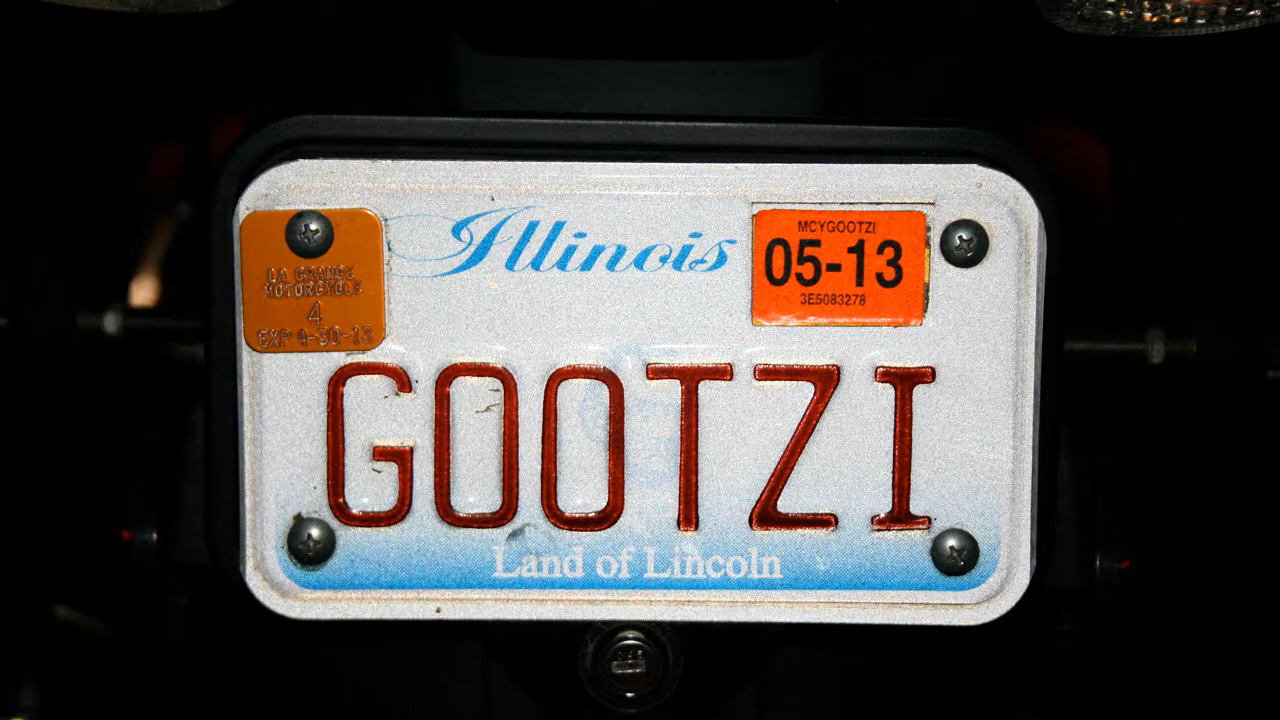 Illinois
MCYGOOTZI
05-13
3E5083278
LA GRANGE
MOTORCYCLE
4
EXP 4-30-13
GOOTZI
Land of Lincoln